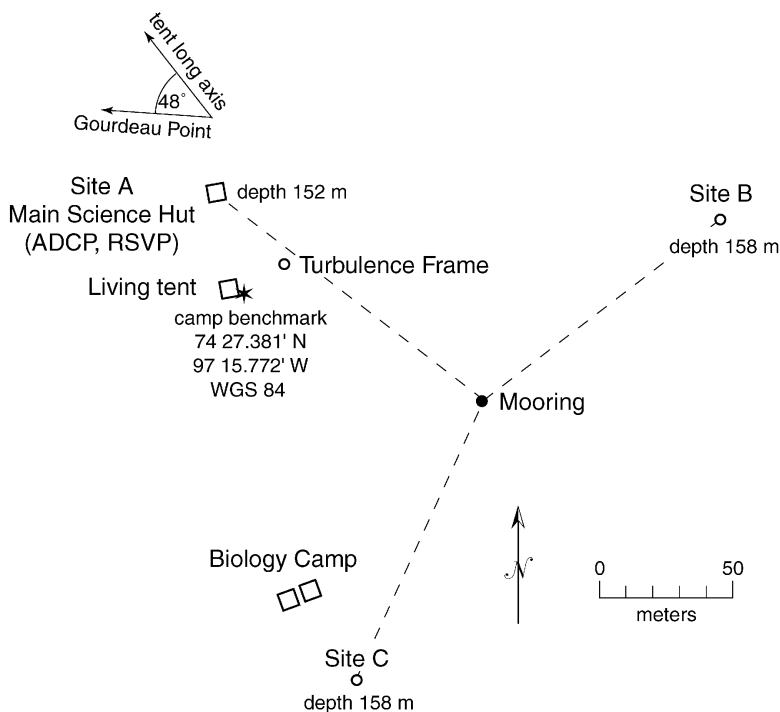 tent long axis
48°
Gourdeau Point
Site A
Main Science Hut
(ADCP, RSVP)
depth 152 m
Site B
depth 158 m
Turbulence Frame
Living tent
camp benchmark
74 27.381' N
97 15.772' W
WGS 84
Mooring
N
0 50
meters
Biology Camp
Site C
depth 158 m